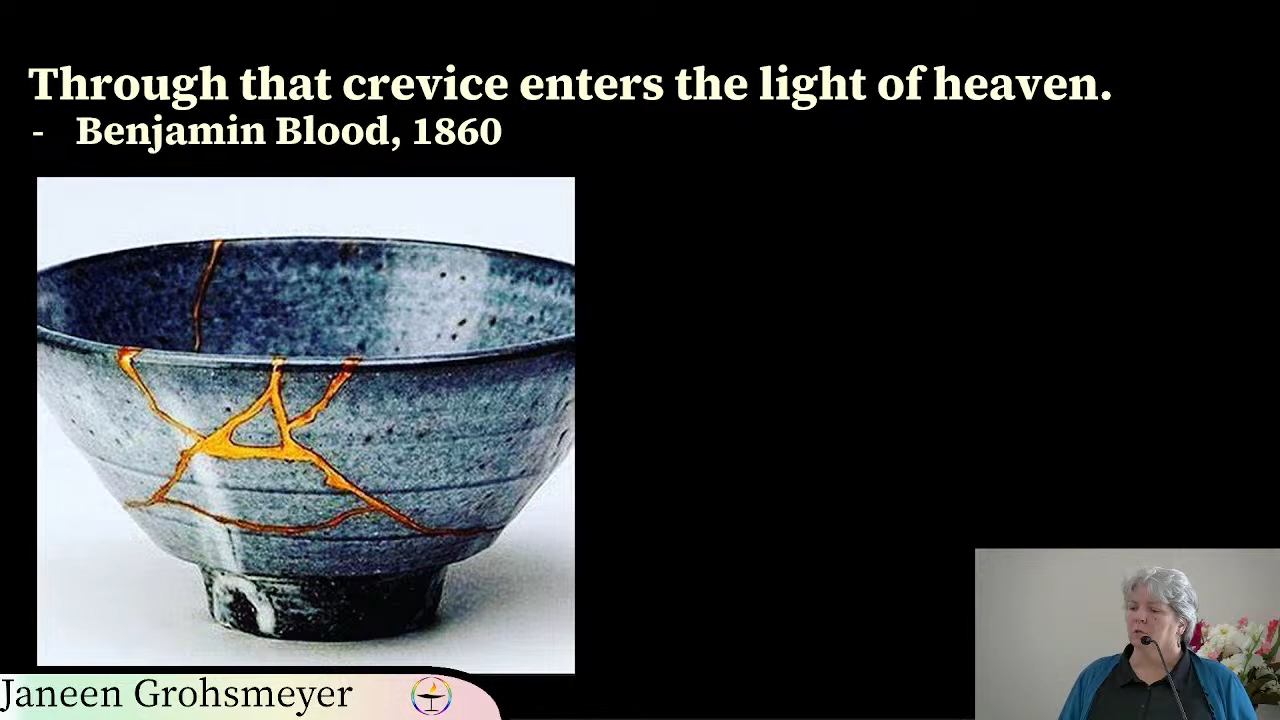 Through that crevice enters the light of heaven.
- Benjamin Blood, 1860
Janeen Grohsmeyer